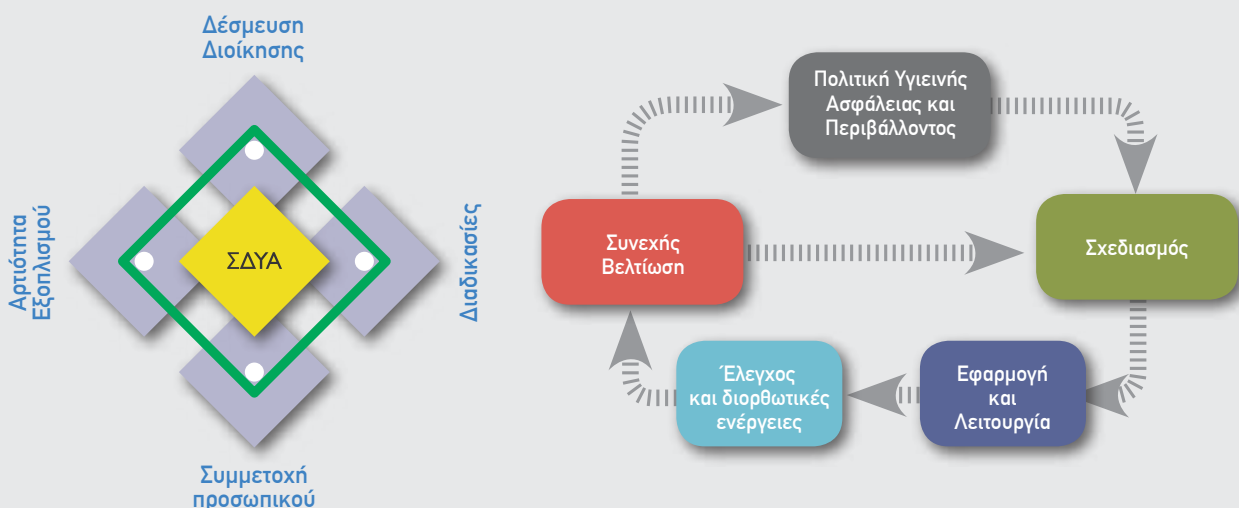 Δέσμευση
Διοίκησης
Αρτιότητα
Εξοπλισμού
ΣΔΥΑ
Διαδικασίες
Συμμετοχή
προσωπικού
Πολιτική Υγιεινής
Ασφάλειας και
Περιβάλλοντος
Συνεχής
Βελτίωση
Σχεδιασμός
Έλεγχος
και διορθωτικές
ενέργειες
Εφαρμογή
και
Λειτουργία